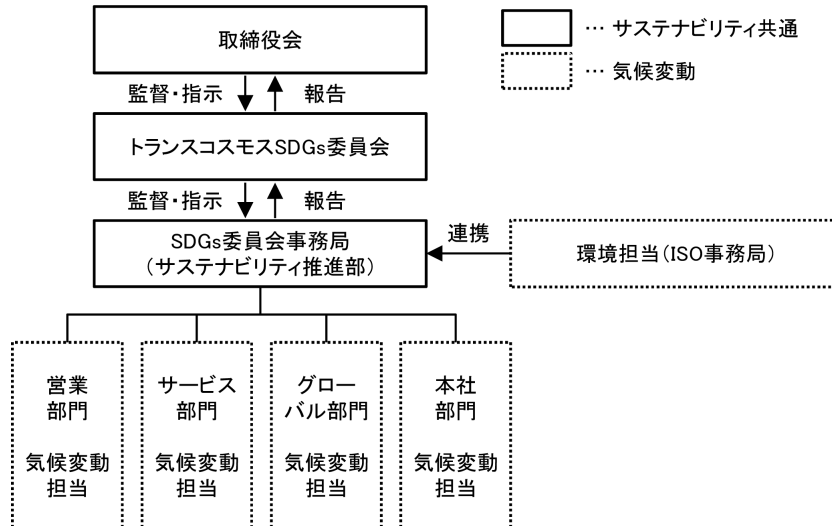 取締役会
… サステナビリティ共通
… 気候変動
監督・指示
報告
トランスコスモスSDGs委員会
監督・指示
報告
SDGs委員会事務局
（サステナビリティ推進部）
連携
環境担当（ISO事務局）
営業
部門
気候変動
担当
サービス
部門
気候変動
担当
グロー
バル部門
気候変動
担当
本社
部門
気候変動
担当